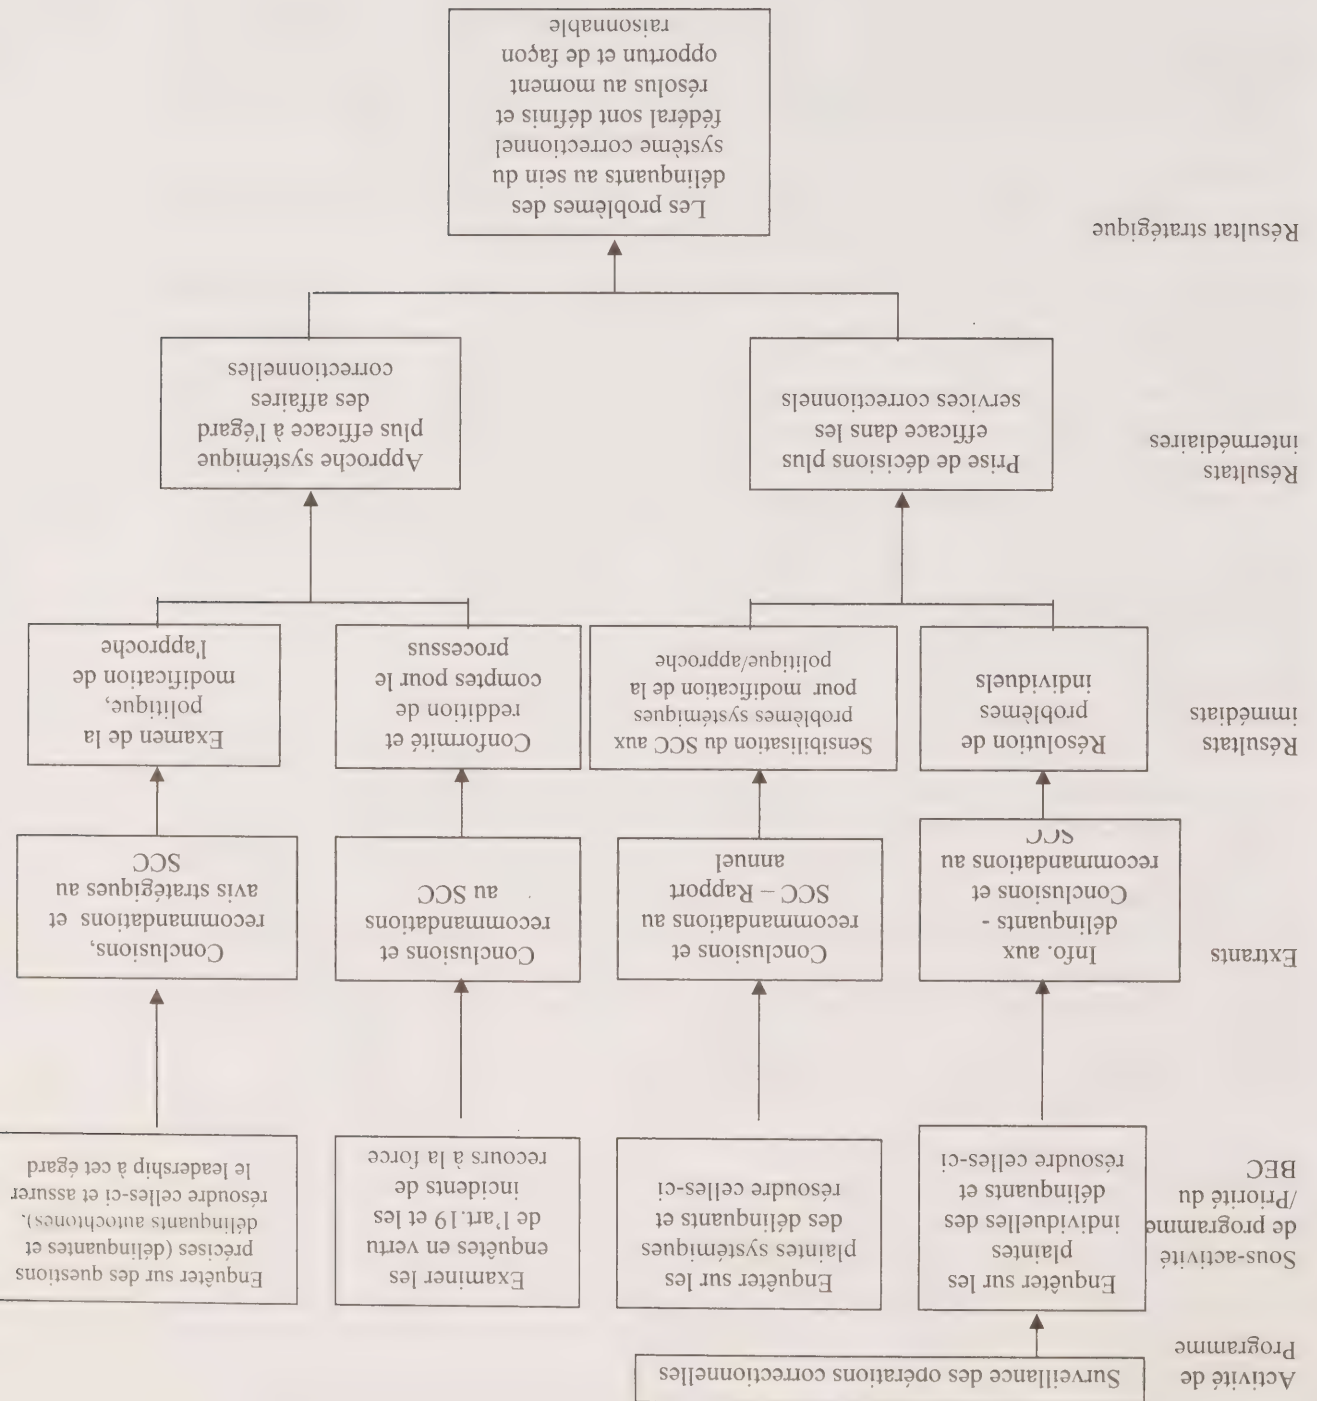 Activité de
Programme
Surveillance des opérations correctionnelles
Sous-activité
de programme
/Priorité du
BEC
Enquêter sur les
plaintes
individuelles des
délinquants et
résoudre celles-ci
Enquêter sur les
plaintes systémiques
des délinquants et
résoudre celles-ci
Examiner les
enquêtes en vertu
de l'art.19 et les
incidents de
recours à la force
Enquêter sur des questions
précises (délinquantes et
délinquants autochtones),
résoudre celles-ci et assurer
le leadership à cet égard
Extrants
Info. aux
délinquants -
Conclusions et
recommandations au
SCC
Conclusions et
recommandations au
SCC – Rapport
annuel
Conclusions et
recommandations
au SCC
Conclusions,
recommandations et
avis stratégiques au
SCC
Résultats
immédiats
Résolution de
problèmes
individuels
Sensibilisation du SCC aux
problèmes systémiques
pour modification de la
politique/approche
Conformité et
reddition de
comptes pour le
processus
Examen de la
politique,
modification de
l'approche
Résultats
intermédiaires
Prise de décisions plus
efficace dans les
services correctionnels
Approche systémique
plus efficace à l'égard
des affaires
correctionnelles
Résultat stratégique
Les problèmes des
délinquants au sein du
système correctionnel
fédéral sont définis et
résolus au moment
opportun et de façon
raisonnable